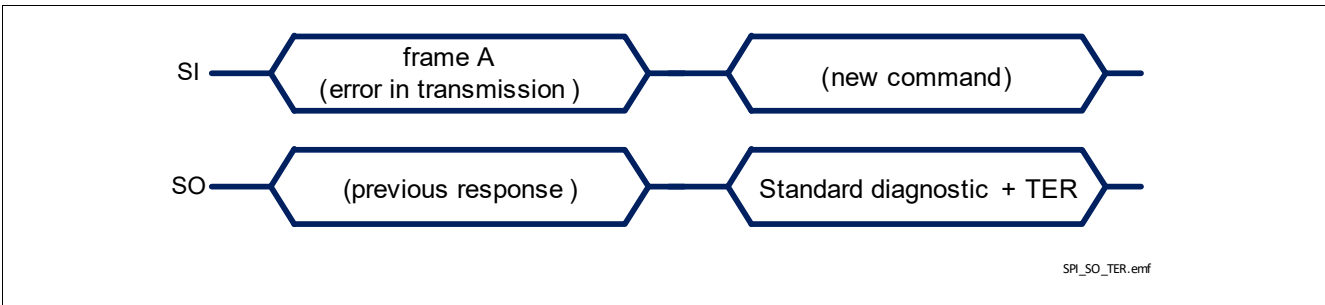 SI
frame A
(error in transmission )
(new command)
SO
(previous response )
Standard diagnostic + TER
SPI_SO_TER.emf